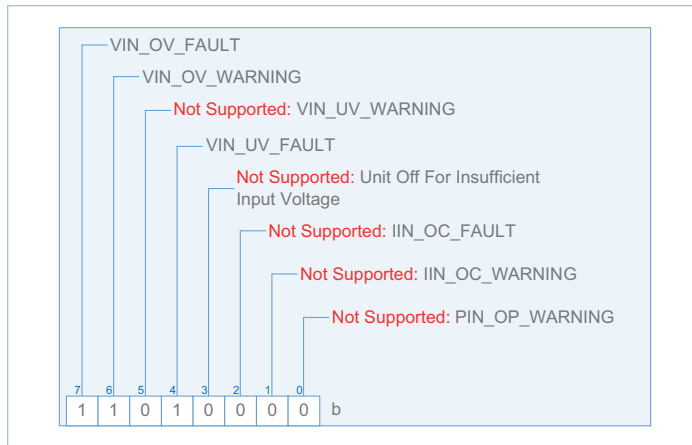 VIN_OV_FAULT
VIN_OV_WARNING
Not Supported: VIN_UV_WARNING
VIN_UV_FAULT
Not Supported: Unit Off For Insufficient
Input Voltage
Not Supported: IIN_OC_FAULT
Not Supported: IIN_OC_WARNING
Not Supported: PIN_OP_WARNING
7 6 5 4 3 2 1 0
1 1 0 1 0 0 0 0 b